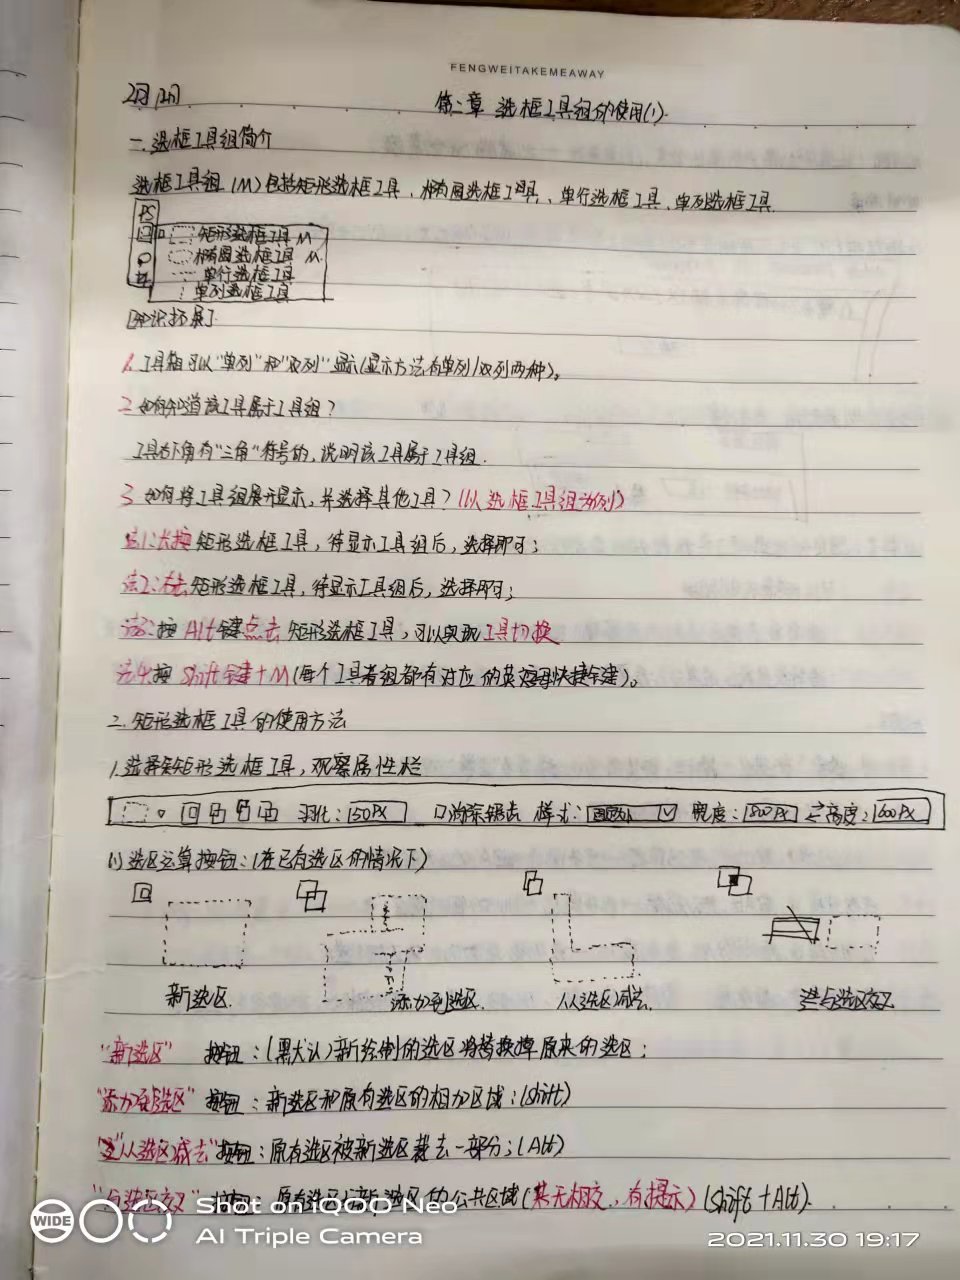 FENGWEITAKEMEAWAY
第二章 选框工具组的使用(1).
一.选框工具组简介
选框工具组(M)包括矩形选框工具、椭圆选框工具、单行选框工具、单列选框工具.
PS
矩形选框工具 M
椭圆选框工具 M
单行选框工具
单列选框工具
[知识拓展]
1.工具箱可以"单列"和"双列"显示(显示方法有单列/双列两种)。
2.如何知道该工具属于工具组?
工具右下角有"三角"符号的,说明该工具属于工具组.
3.如何将工具组展开显示,并选择其他工具?(以选框工具组为例)
法1:长按矩形选框工具,待显示工具组后,选择即可;
法2:右击矩形选框工具,待显示工具组后,选择即可;
法3:按Alt键点击矩形选框工具,可以实现工具切换
法4:按Shift键+M(每个工具组都有对应的英文字母快捷键)。
二.矩形选框工具的使用方法
1.选择矩形选框工具,观察属性栏
羽化:50PX 口消除锯齿 样式: 宽度:800PX ⇌高度:600PX
(1)选区运算按钮:(在已有选区的情况下)
新选区. 添加到选区. 从选区减去. 与选区交叉
"新选区" 按钮:(默认)新绘制的选区将替换掉原来的选区;
"添加到选区" 按钮:新选区和原有选区的相加区域;(Shift)
"从选区减去"按钮:原有选区被新选区裁去一部分;(Alt)
"与选区交叉" 按钮:原有选区与新选区的公共区域(若无相交,有提示)(Shift+Alt).
WIDE
Shot on iQOO Neo
AI Triple Camera
2021.11.30 19:17